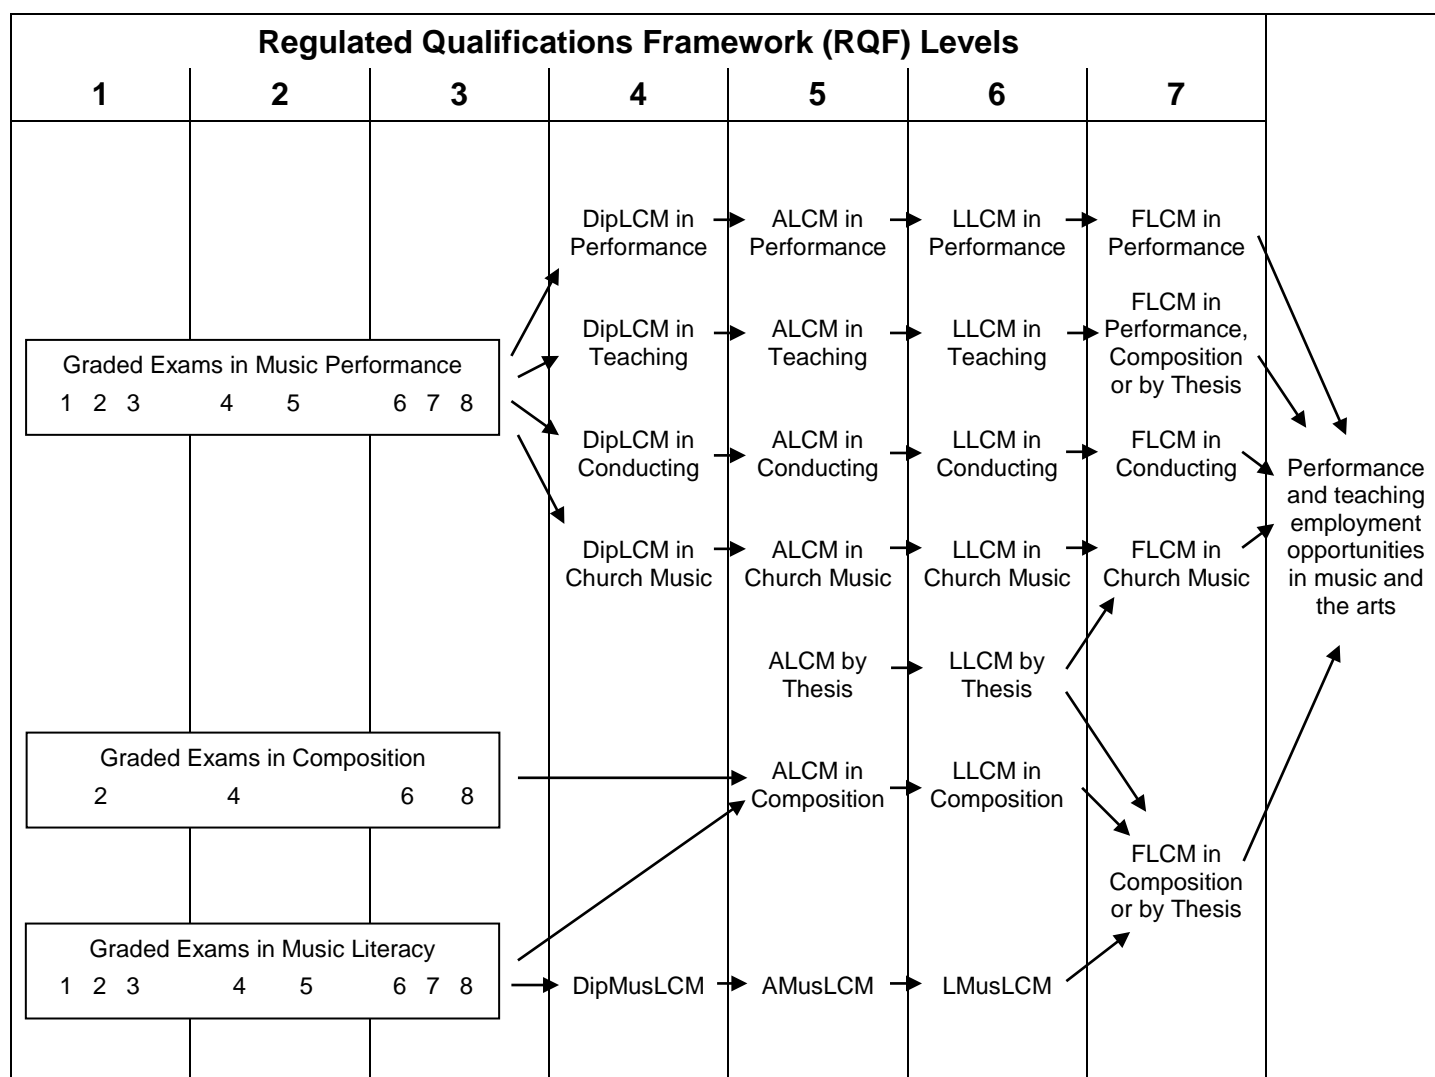 Regulated Qualifications Framework (RQF) Levels
1 2 3 4 5 6 7
DipLCM in
Performance
ALCM in
Performance
LLCM in
Performance
FLCM in
Performance
Graded Exams in Music Performance
1 2 3 4 5 6 7 8
DipLCM in
Teaching
ALCM in
Teaching
LLCM in
Teaching
FLCM in
Performance,
Composition
or by Thesis
DipLCM in
Conducting
ALCM in
Conducting
LLCM in
Conducting
FLCM in
Conducting
DipLCM in
Church Music
ALCM in
Church Music
LLCM in
Church Music
FLCM in
Church Music
Performance
and teaching
employment
opportunities
in music and
the arts
ALCM by
Thesis
LLCM by
Thesis
Graded Exams in Composition
2 4 6 8
ALCM in
Composition
LLCM in
Composition
FLCM in
Composition
or by Thesis
Graded Exams in Music Literacy
1 2 3 4 5 6 7 8
DipMusLCM
AMusLCM
LMusLCM